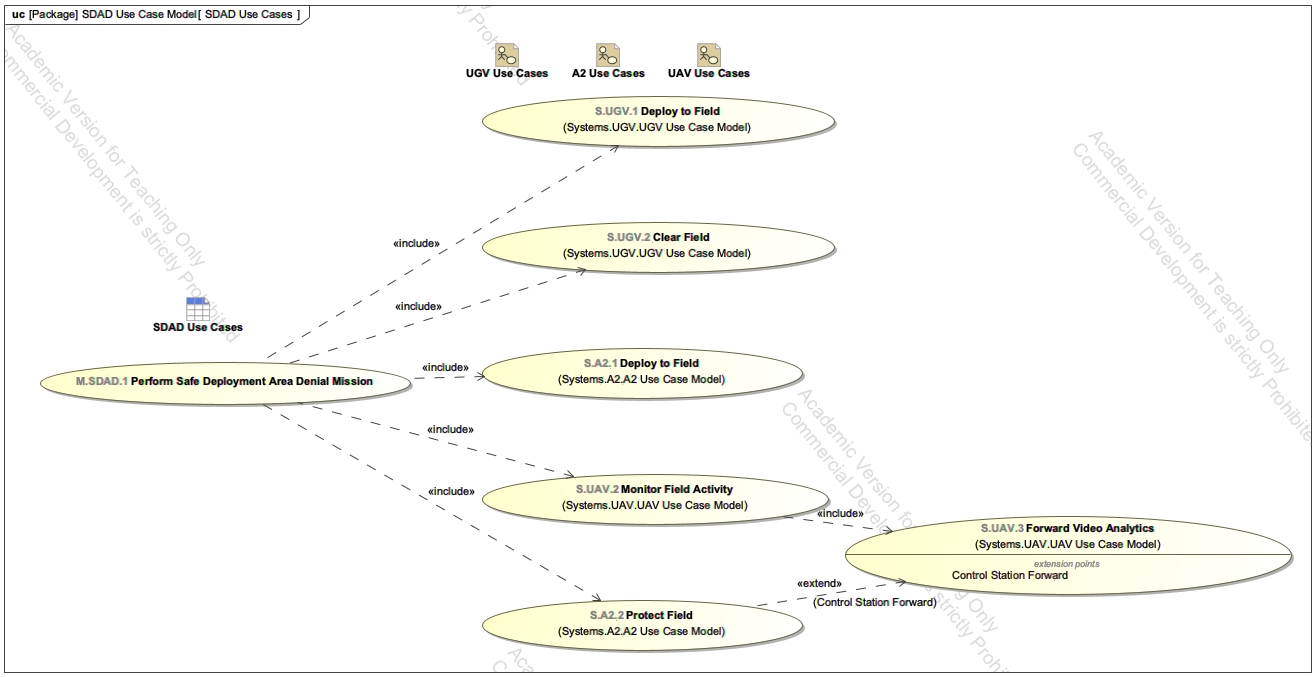 uc [Package] SDAD Use Case Model[ SDAD Use Cases ]
UGV Use Cases
A2 Use Cases
UAV Use Cases
S.UGV.1 Deploy to Field
(Systems.UGV.UGV Use Case Model)
«include»
S.UGV.2 Clear Field
(Systems.UGV.UGV Use Case Model)
«include»
SDAD Use Cases
M.SDAD.1 Perform Safe Deployment Area Denial Mission
«include»
S.A2.1 Deploy to Field
(Systems.A2.A2 Use Case Model)
«include»
S.UAV.2 Monitor Field Activity
(Systems.UAV.UAV Use Case Model)
«include»
«include»
S.UAV.3 Forward Video Analytics
(Systems.UAV.UAV Use Case Model)
extension points
Control Station Forward
«extend»
(Control Station Forward)
S.A2.2 Protect Field
(Systems.A2.A2 Use Case Model)
Academic Version for Teaching Only
Commercial Development is strictly Prohibited
Academic Version for Teaching Only
Commercial Development is strictly Prohibite
Academic Version fo
Commercial Develo
g Only
strictly Prohi